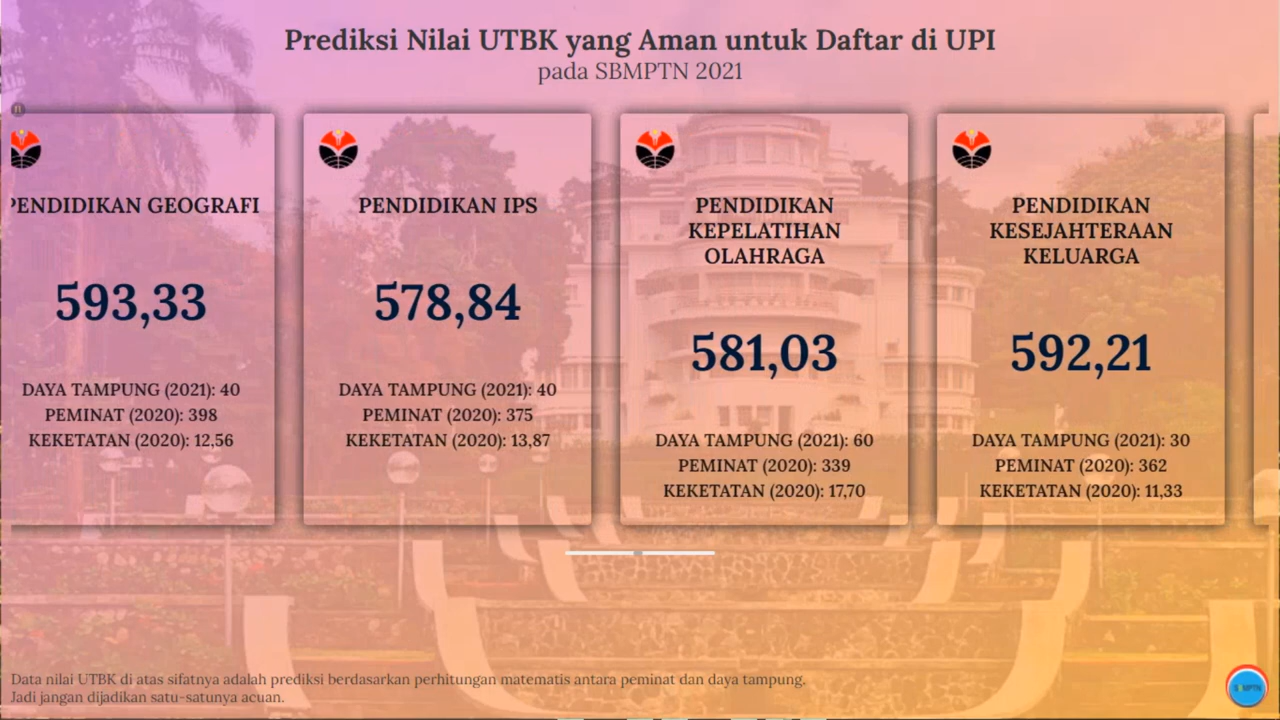 Prediksi Nilai UTBK yang Aman untuk Daftar di UPI
pada SBMPTN 2021
PENDIDIKAN GEOGRAFI
593,33
DAYA TAMPUNG (2021): 40
PEMINAT (2020): 398
KEKETATAN (2020): 12,56
PENDIDIKAN IPS
578,84
DAYA TAMPUNG (2021): 40
PEMINAT (2020): 375
KEKETATAN (2020): 13,87
PENDIDIKAN
KEPELATIHAN
OLAHRAGA
581,03
DAYA TAMPUNG (2021): 60
PEMINAT (2020): 339
KEKETATAN (2020): 17,70
PENDIDIKAN
KESEJAHTERAAN
KELUARGA
592,21
DAYA TAMPUNG (2021): 30
PEMINAT (2020): 362
KEKETATAN (2020): 11,33
Data nilai UTBK di atas sifatnya adalah prediksi berdasarkan perhitungan matematis antara peminat dan daya tampung.
Jadi jangan dijadikan satu-satunya acuan.
SBMPTN